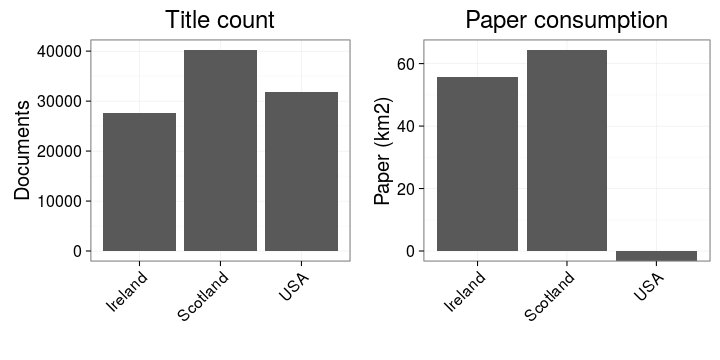 Title count
Documents
40000
30000
20000
10000
0
Ireland
Scotland
USA
Paper consumption
Paper (km2)
60
40
20
0
Ireland
Scotland
USA